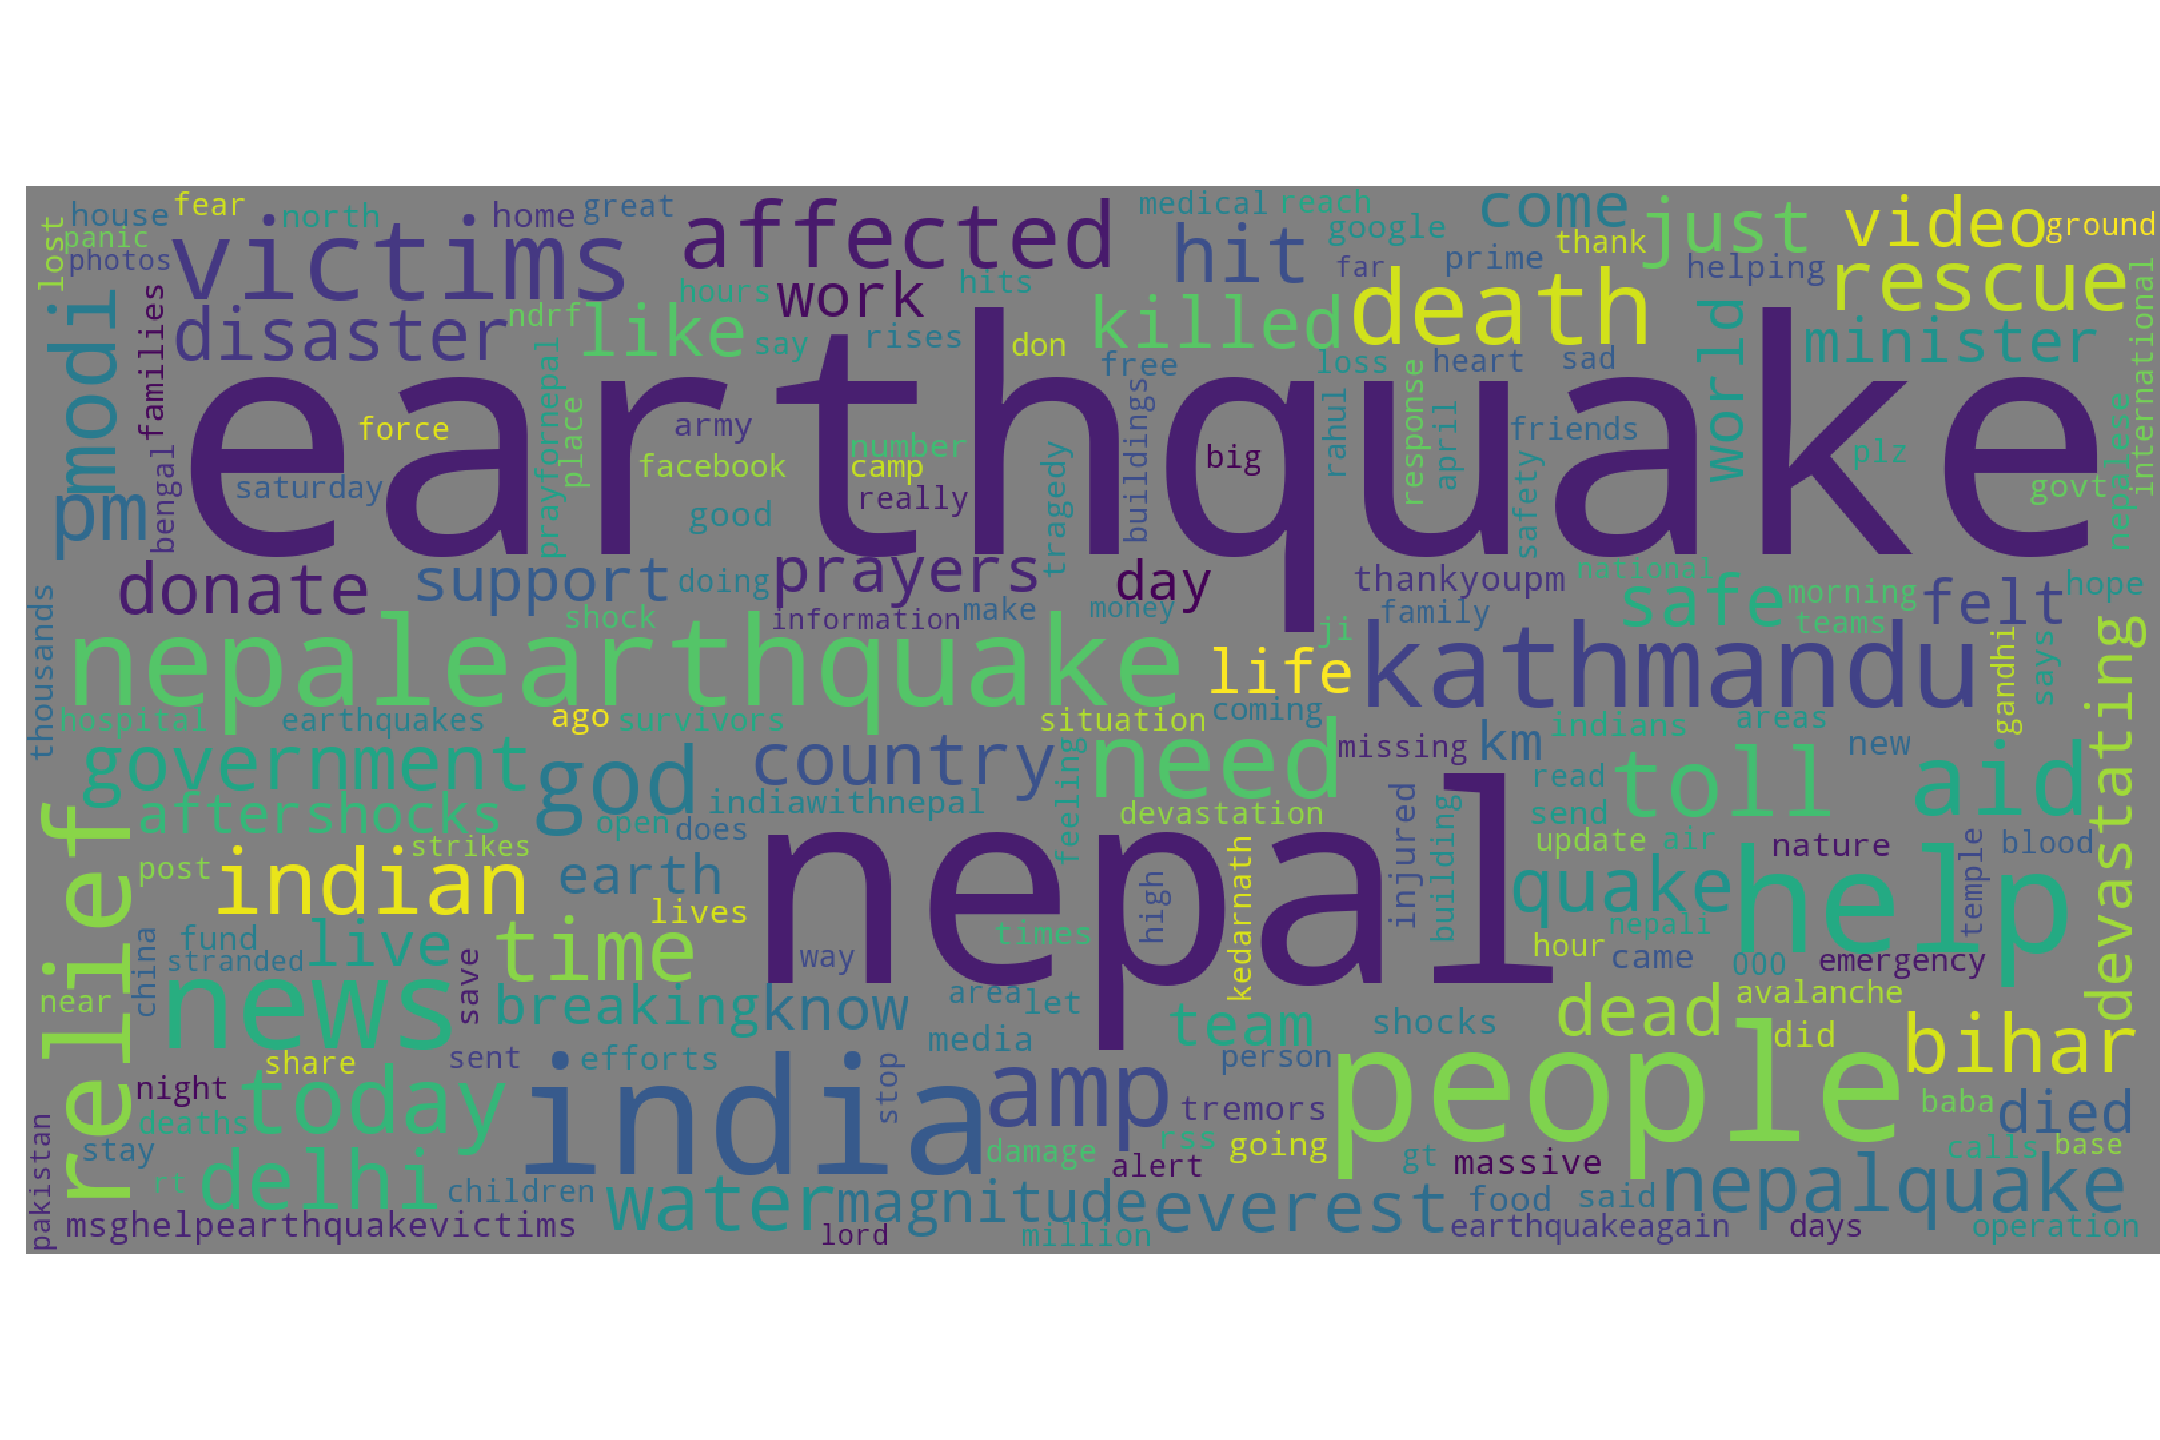 house fear north home great affected medical reach google come just video ground
lost panic photos victims hours work hits hit far prime thank helping rescue
modi families disaster ndrf like say rises don killed death world minister international
earthquake
free loss heart sad
force army number big rahul response april friends plz nepalese
bengal saturday prayfornepal place facebook camp really tragedy buildings safety govt
pm good
donate support doing prayers day thankyoupm national safe morning felt hope
thousands shock information make money family teams
nepalearthquake ji life kathmandu gandhi says devastating
hospital earthquakes ago survivors situation coming indians areas
government god country need missing km new toll aid
aftershocks open does indiawithnepal feeling devastation injured building read send
relief indian strikes post earth nepal update air nature temple blood
lives quake help
fund live time times high kedarnath hour nepali
china stranded way came 000 emergency
near news save breaking know area let team shocks dead avalanche
share sent efforts media person did bihar
night today india stop amp tremors people baba died
deaths stay damage rss going gt calls base
pakistan rt delhi children water magnitude alert everest massive food said nepalquake
msghelpearthquakevictims lord million earthquakeagain days operation